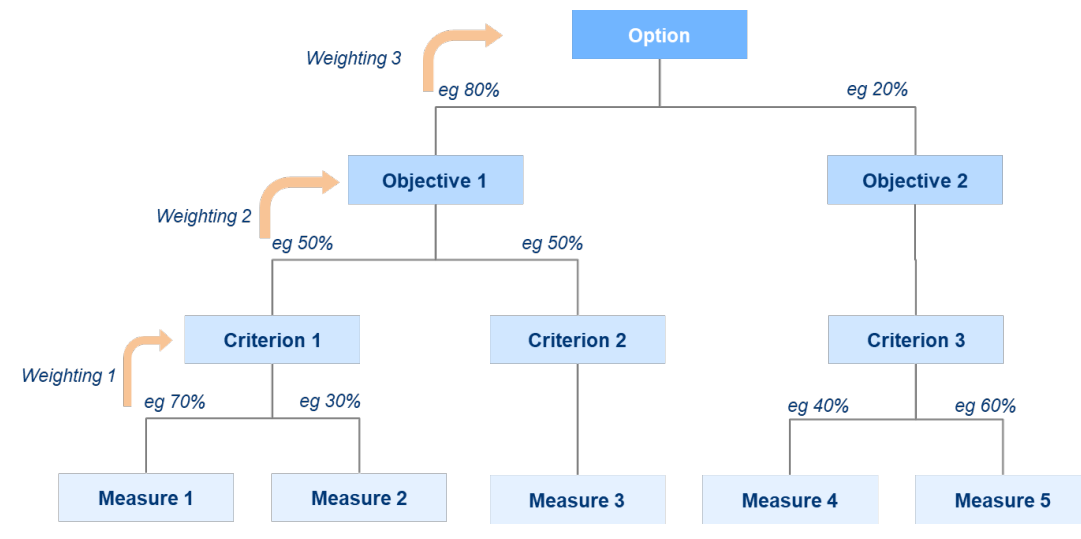 Option
Weighting 3
eg 80%
eg 20%
Objective 1
Objective 2
Weighting 2
eg 50%
eg 50%
Criterion 1
Criterion 2
Criterion 3
Weighting 1
eg 70%
eg 30%
eg 40%
eg 60%
Measure 1
Measure 2
Measure 3
Measure 4
Measure 5